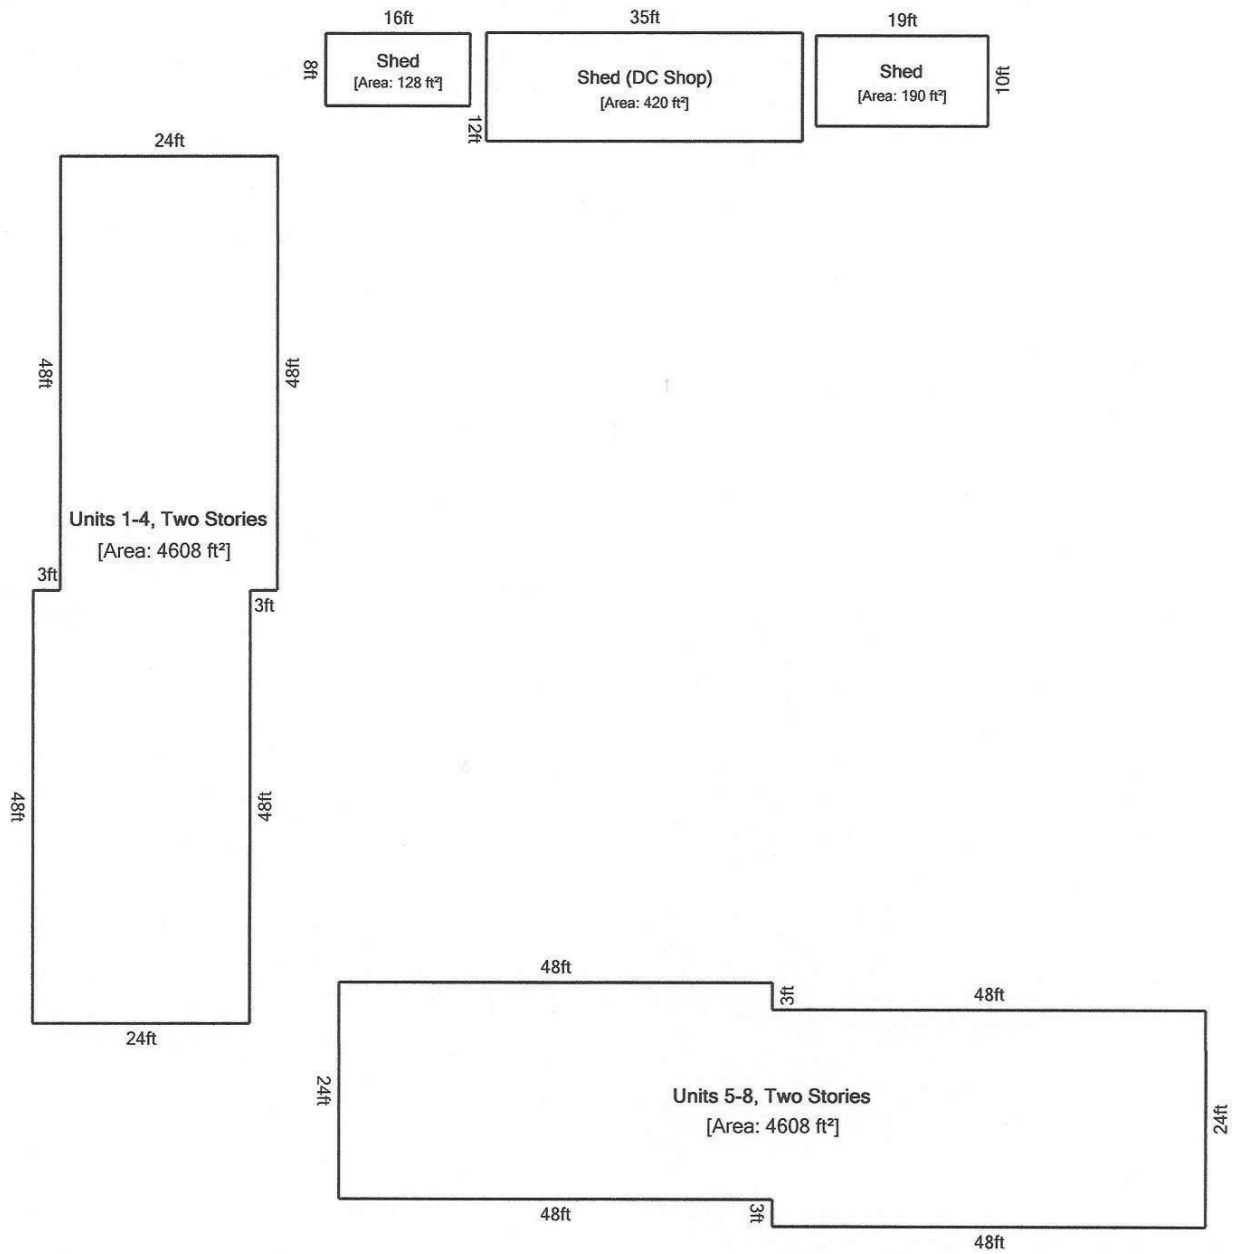 16ft
35ft
19ft
8ft
Shed
[Area: 128 ft²]
Shed (DC Shop)
[Area: 420 ft²]
Shed
[Area: 190 ft²]
10ft
12ft
24ft
48ft
48ft
Units 1-4, Two Stories
[Area: 4608 ft²]
3ft
3ft
48ft
48ft
24ft
48ft
3ft
48ft
24ft
Units 5-8, Two Stories
[Area: 4608 ft²]
24ft
48ft
3ft
48ft